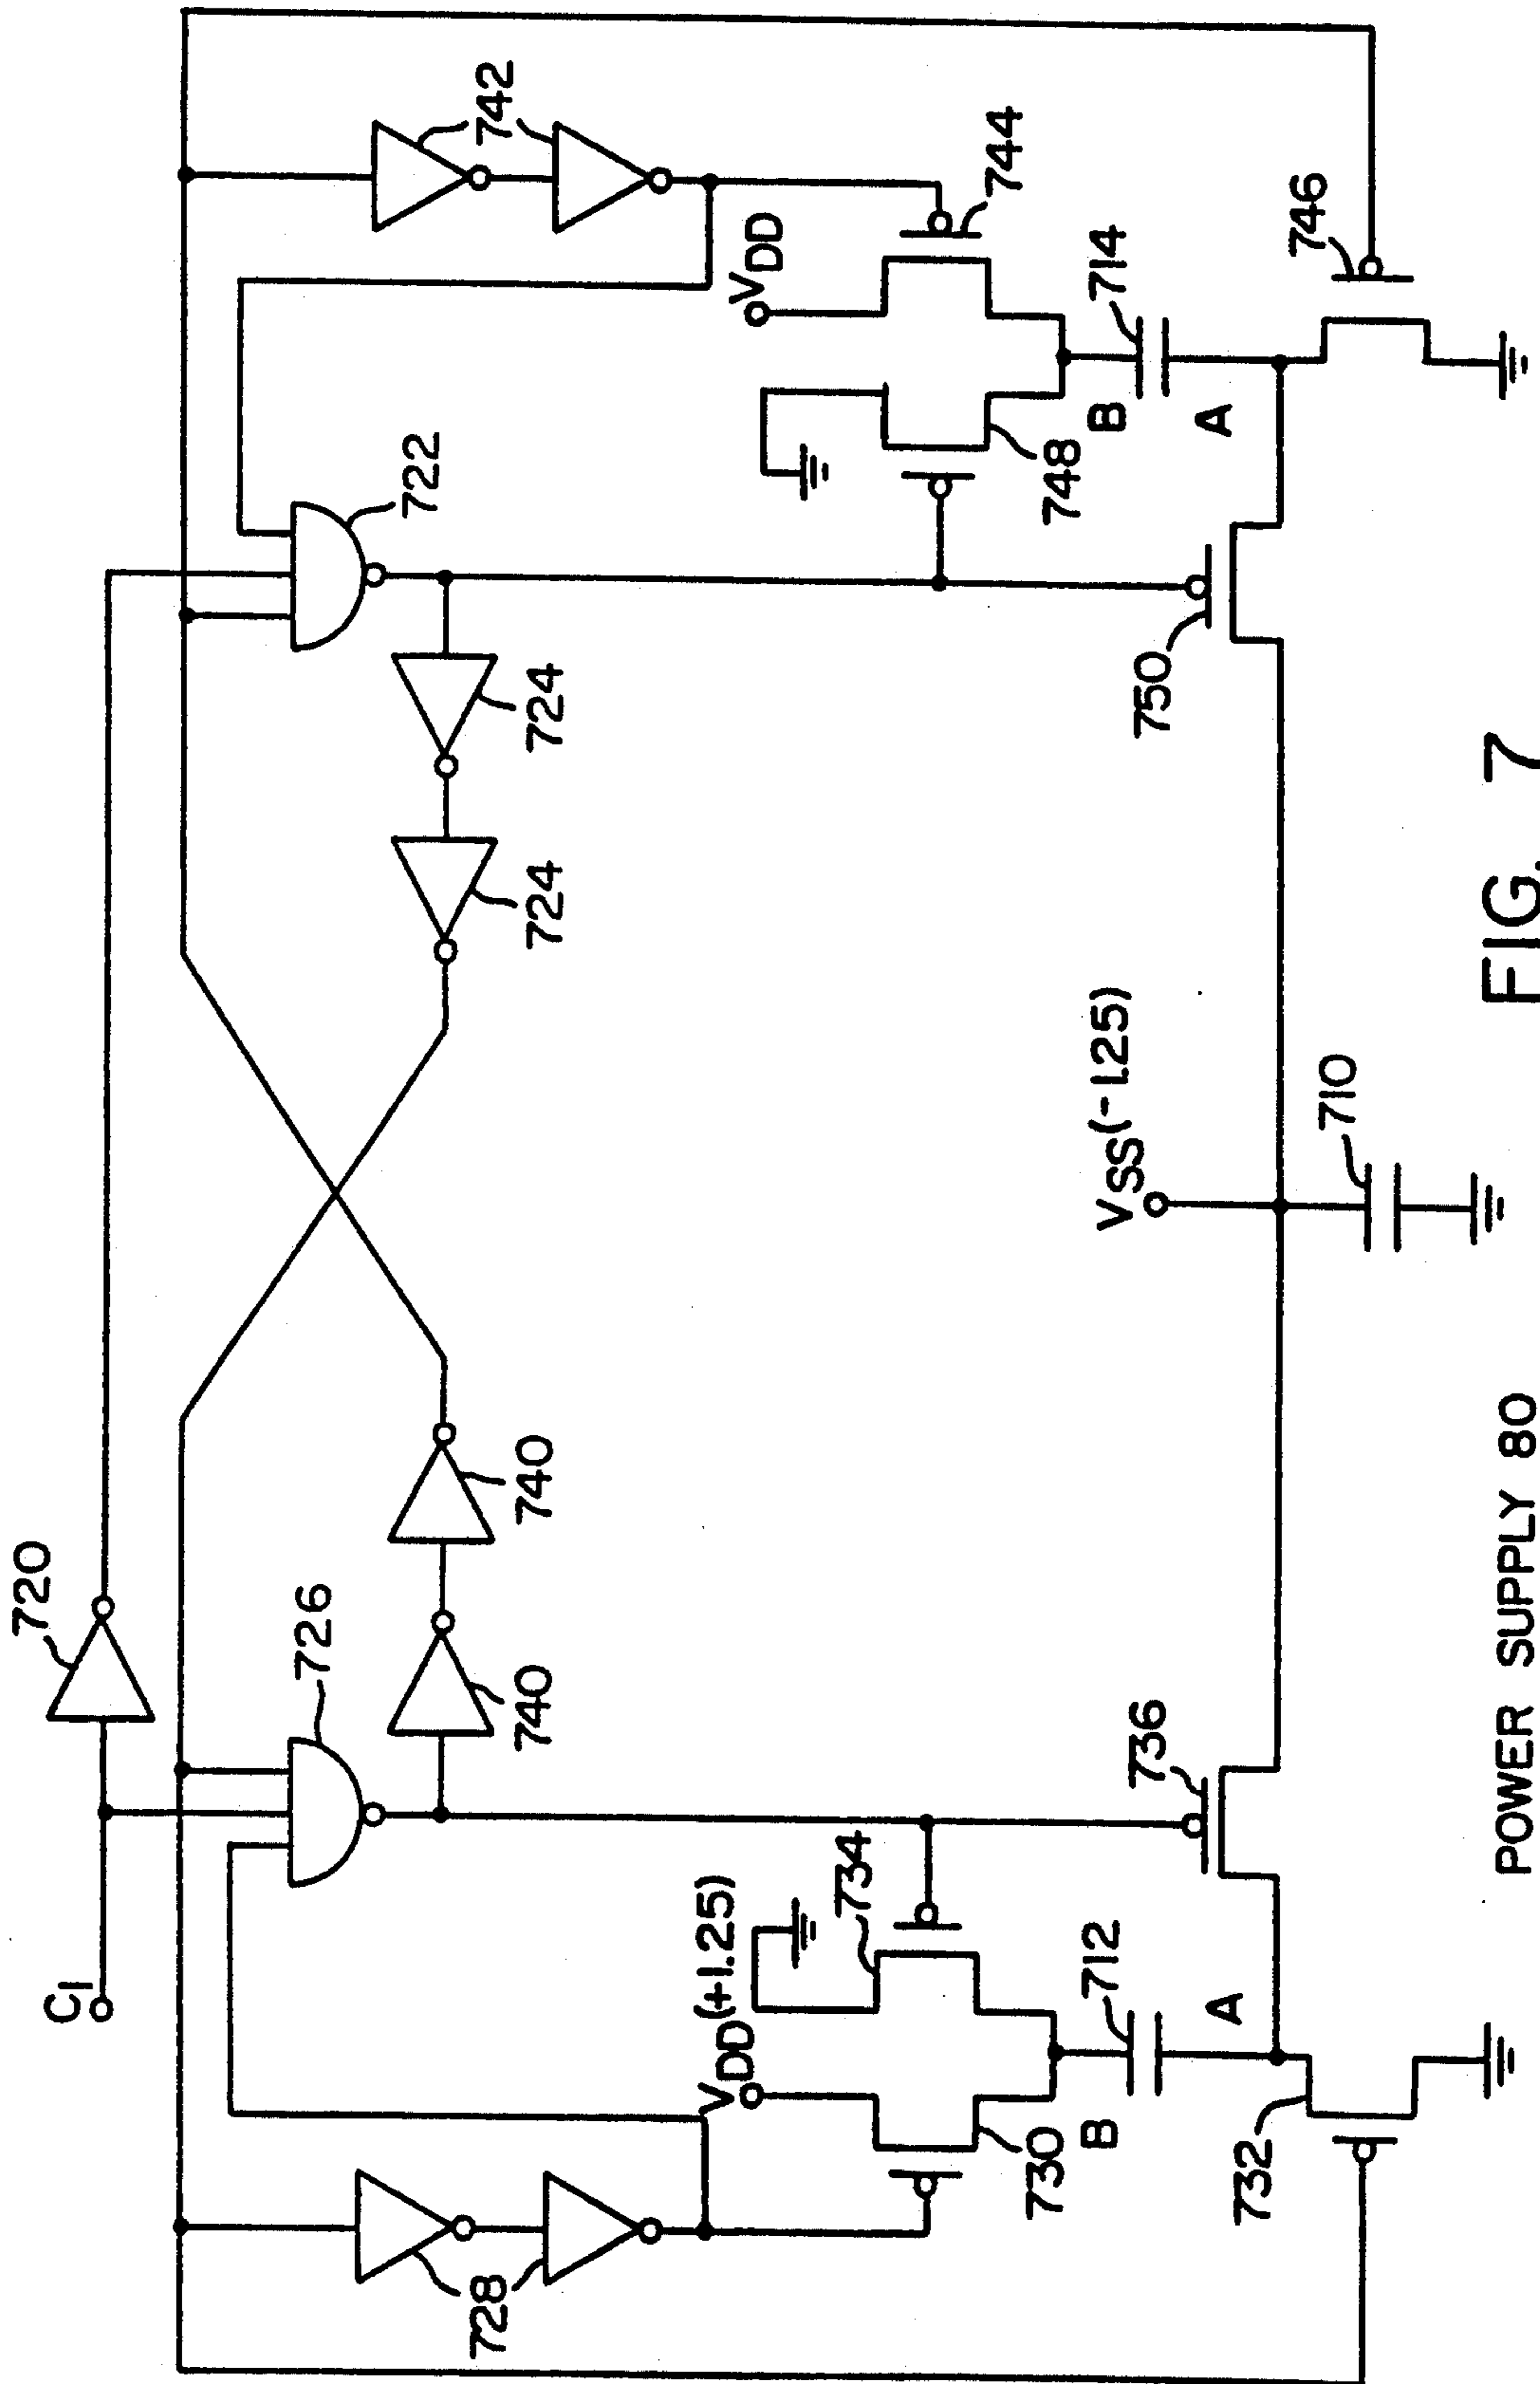 C1
720
726
722
728
740
740
724
724
742
VDD (+1.25)
734
730
B
712
A
732
736
VSS (-1.25)
710
750
VDD
744
748
B
714
A
746
POWER SUPPLY 80
FIG. 7